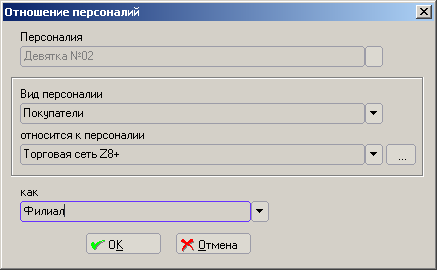 Отношение персоналий
Персоналия
Девятка №02
Вид персоналии
Покупатели
относится к персоналии
Торговая сеть Z8+
...
как
Филиал
OK
Отмена